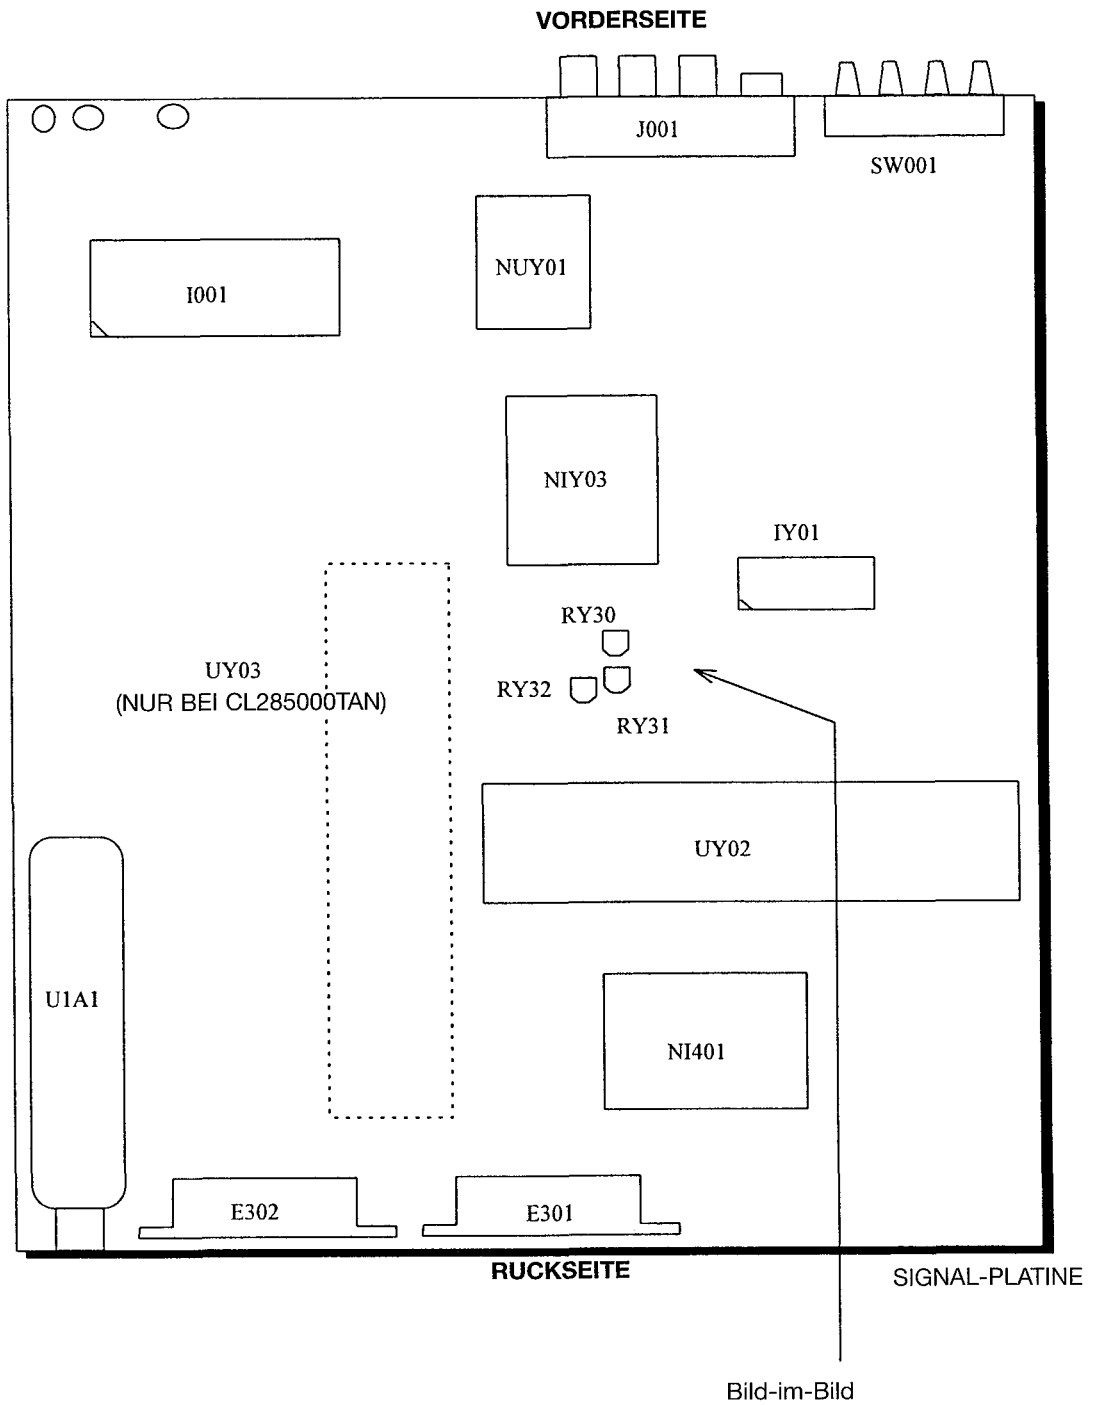 VORDERSEITE
J001
SW001
NUY01
I001
NIY03
IY01
RY30
UY03
(NUR BEI CL285000TAN)
RY32
RY31
UY02
U1A1
NI401
E302
E301
RUCKSEITE
SIGNAL-PLATINE
Bild-im-Bild